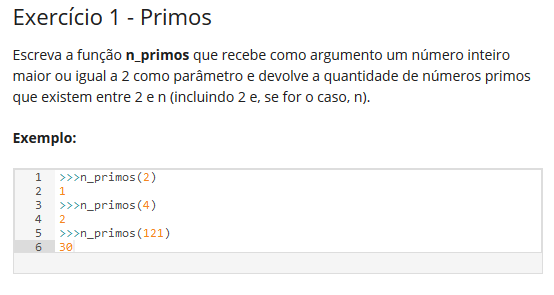 Exercício 1 - Primos
Escreva a função n_primos que recebe como argumento um número inteiro
maior ou igual a 2 como parâmetro e devolve a quantidade de números primos
que existem entre 2 e n (incluindo 2 e, se for o caso, n).
Exemplo:
1 >>>n_primos(2)
2 1
3 >>>n_primos(4)
4 2
5 >>>n_primos(121)
6 30